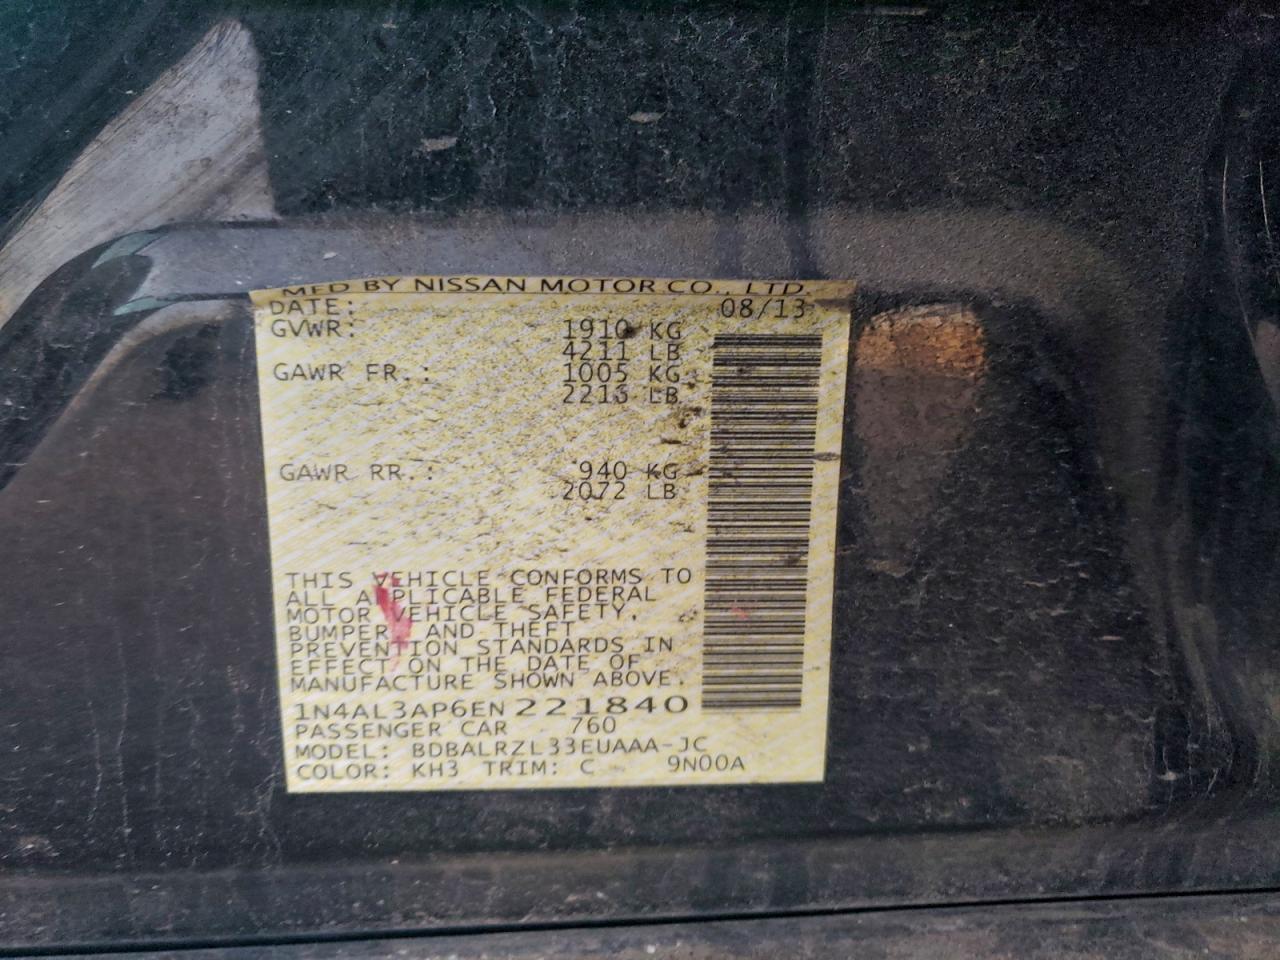 MFD BY NISSAN MOTOR CO., LTD.
DATE: 08/13
GVWR: 1910 KG
4211 LB
GAWR FR.: 1005 KG
2213 LB
GAWR RR.: 940 KG
2072 LB
THIS VEHICLE CONFORMS TO
ALL APPLICABLE FEDERAL
MOTOR VEHICLE SAFETY,
BUMPER, AND THEFT
PREVENTION STANDARDS IN
EFFECT ON THE DATE OF
MANUFACTURE SHOWN ABOVE.
1N4AL3AP6EN221840
PASSENGER CAR 760
MODEL: BDBALRZL33EUAAA-JC
COLOR: KH3 TRIM: C 9N00A